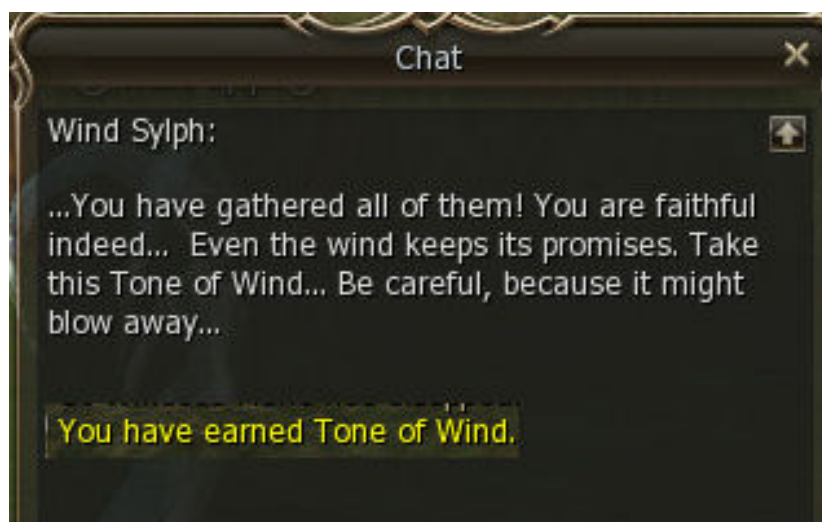 Chat
Wind Sylph:
...You have gathered all of them! You are faithful
indeed... Even the wind keeps its promises. Take
this Tone of Wind... Be careful, because it might
blow away...
You have earned Tone of Wind.